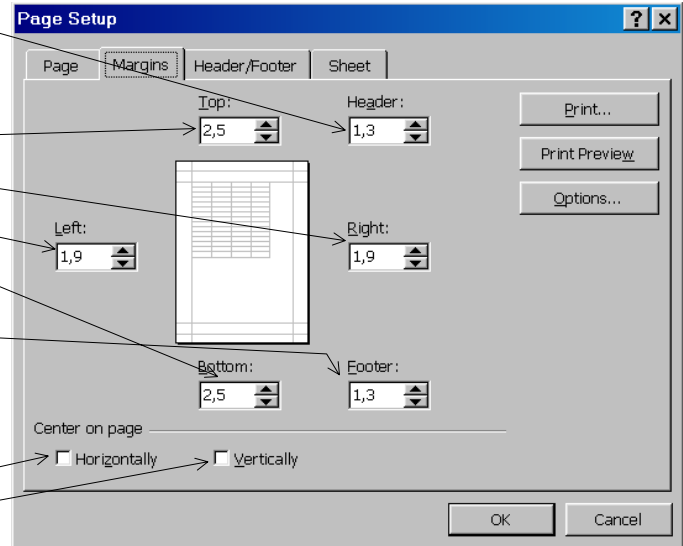 Page Setup
Page Margins Header/Footer Sheet
Top: Header:
2,5 1,3
Print...
Print Preview
Options...
Left: Right:
1,9 1,9
Bottom: Footer:
2,5 1,3
Center on page
Horizontally Vertically
OK Cancel